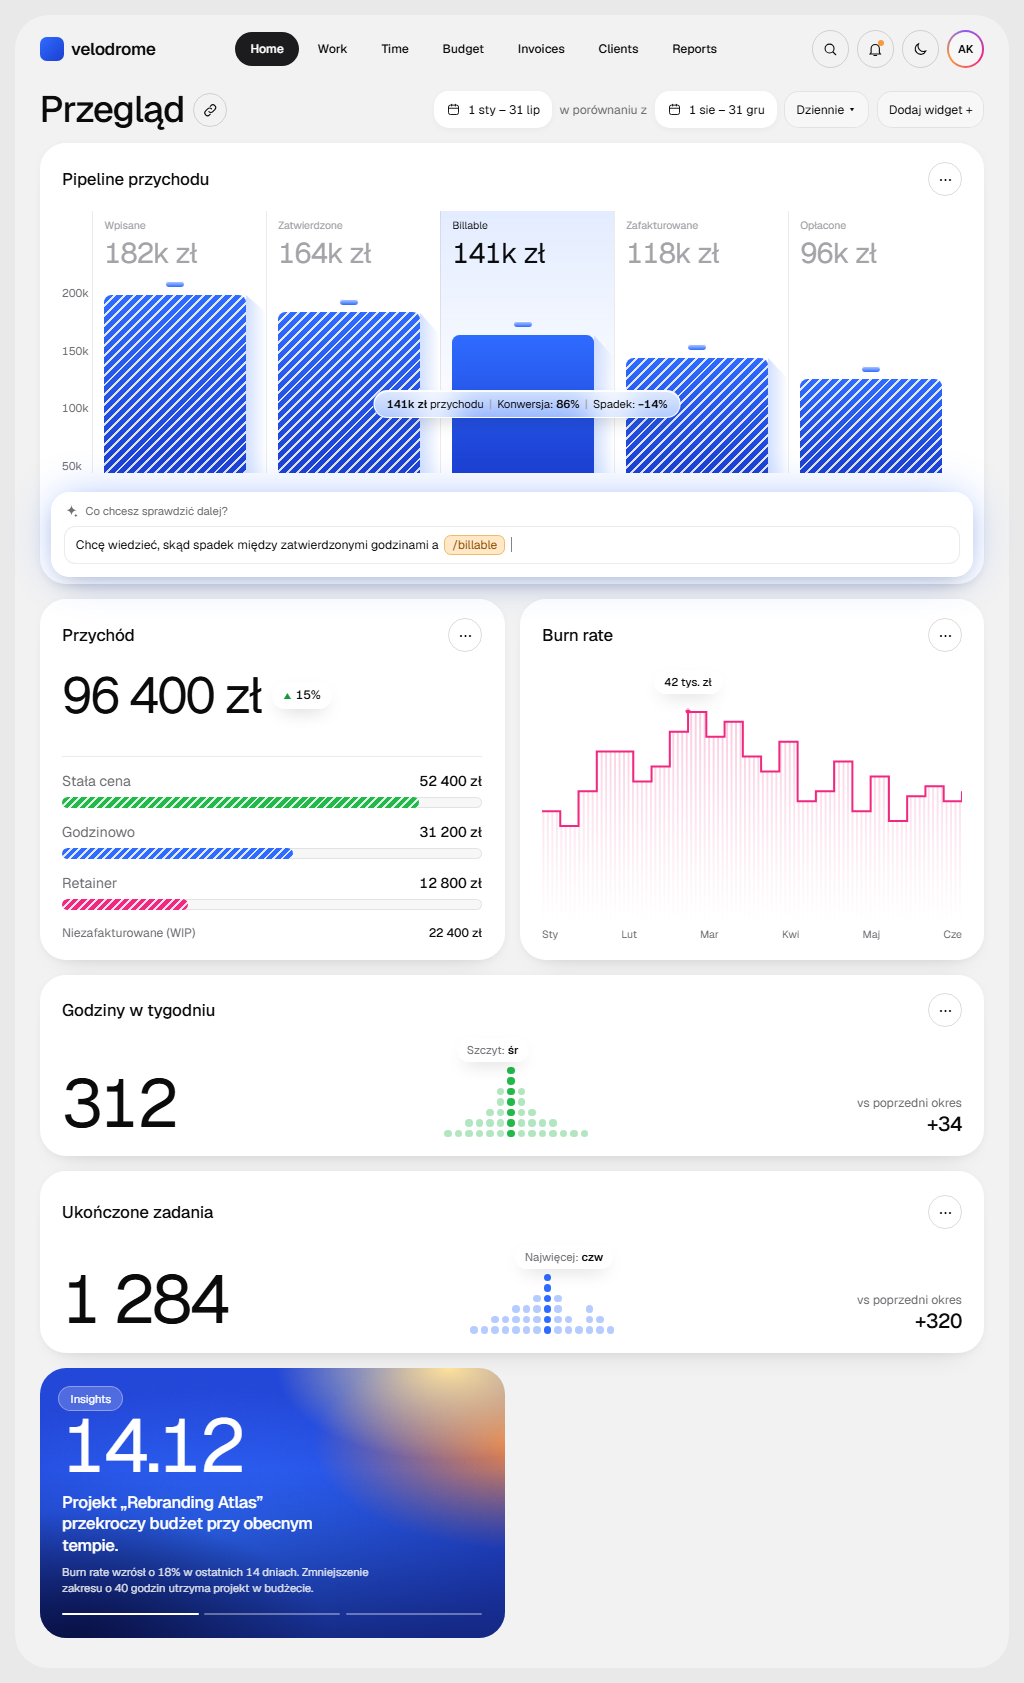 velodrome
Home Work Time Budget Invoices Clients Reports
AK
Przegląd
1 sty – 31 lip w porównaniu z 1 sie – 31 gru Dziennie Dodaj widget +
Pipeline przychodu
Wpisane Zatwierdzone Billable Zafakturowane Opłacone
182k zł 164k zł 141k zł 118k zł 96k zł
200k
150k
100k
50k
141k zł przychodu | Konwersja: 86% | Spadek: −14%
Co chcesz sprawdzić dalej?
Chcę wiedzieć, skąd spadek między zatwierdzonymi godzinami a /billable
Przychód
96 400 zł 15%
Stała cena 52 400 zł
Godzinowo 31 200 zł
Retainer 12 800 zł
Niezafakturowane (WIP) 22 400 zł
Burn rate
42 tys. zł
Sty Lut Mar Kwi Maj Cze
Godziny w tygodniu
312
Szczyt: śr
vs poprzedni okres
+34
Ukończone zadania
1 284
Najwięcej: czw
vs poprzedni okres
+320
Insights
14.12
Projekt „Rebranding Atlas”
przekroczy budżet przy obecnym
tempie.
Burn rate wzrósł o 18% w ostatnich 14 dniach. Zmniejszenie
zakresu o 40 godzin utrzyma projekt w budżecie.